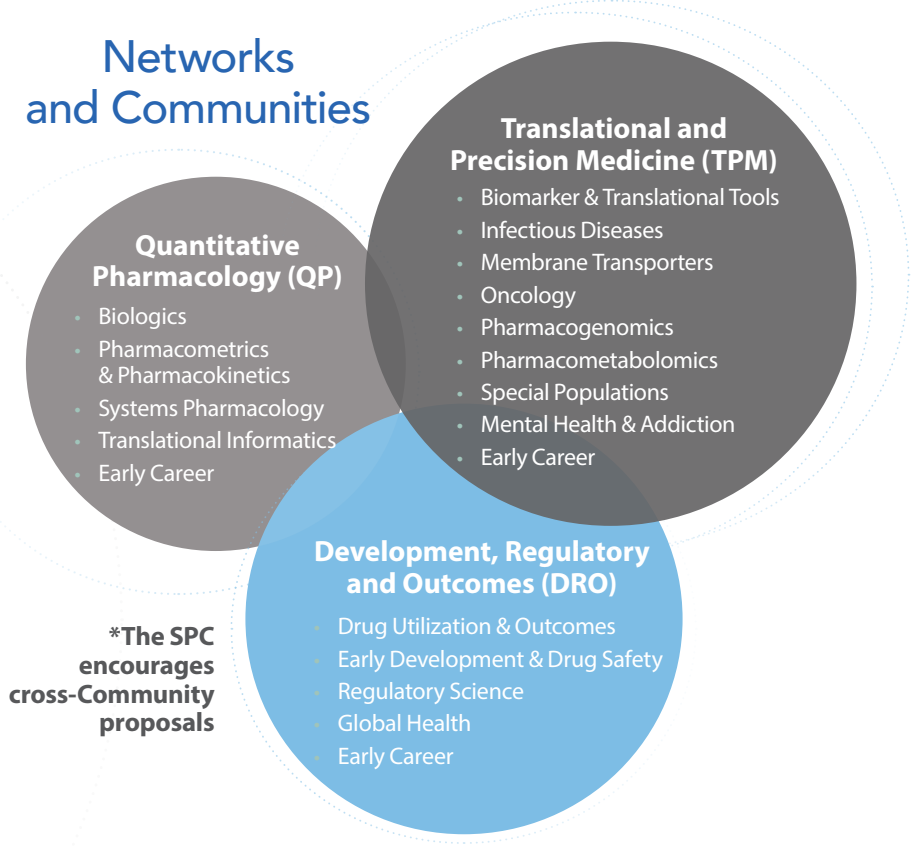 Networks
and Communities
Translational and
Precision Medicine (TPM)
• Biomarker & Translational Tools
• Infectious Diseases
• Membrane Transporters
• Oncology
• Pharmacogenomics
• Pharmacometabolomics
• Special Populations
• Mental Health & Addiction
• Early Career
Quantitative
Pharmacology (QP)
• Biologics
• Pharmacometrics
& Pharmacokinetics
• Systems Pharmacology
• Translational Informatics
• Early Career
Development, Regulatory
and Outcomes (DRO)
• Drug Utilization & Outcomes
• Early Development & Drug Safety
• Regulatory Science
• Global Health
• Early Career
*The SPC
encourages
cross-Community
proposals